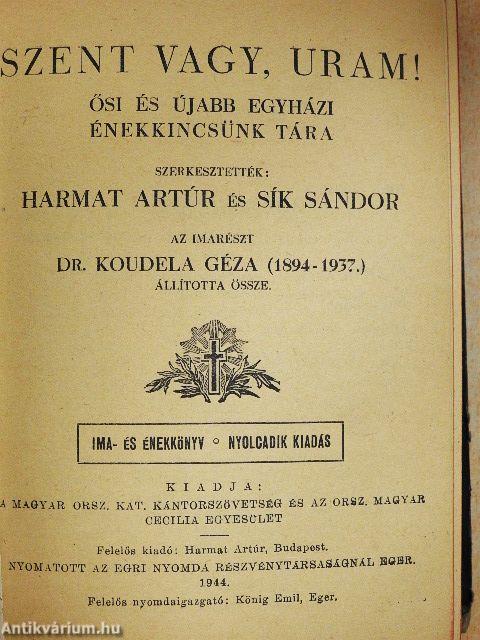 SZENT VAGY, URAM!
ŐSI ÉS ÚJABB EGYHÁZI
ÉNEKKINCSÜNK TÁRA
SZERKESZTETTÉK:
HARMAT ARTÚR ÉS SÍK SÁNDOR
AZ IMARÉSZT
DR. KOUDELA GÉZA (1894-1937.)
ÁLLÍTOTTA ÖSSZE.
IMA- ÉS ÉNEKKÖNYV ° NYOLCADIK KIADÁS
KIADJA:
A MAGYAR ORSZ. KAT. KÁNTORSZÖVETSÉG ÉS AZ ORSZ. MAGYAR
CECILIA EGYESÜLET
Felelős kiadó: Harmat Artúr, Budapest.
NYOMATOTT AZ EGRI NYOMDA RÉSZVÉNYTÁRSASÁGNÁL EGER.
1944.
Felelős nyomdaigazgató: König Emil, Eger.
Antikvárium.hu